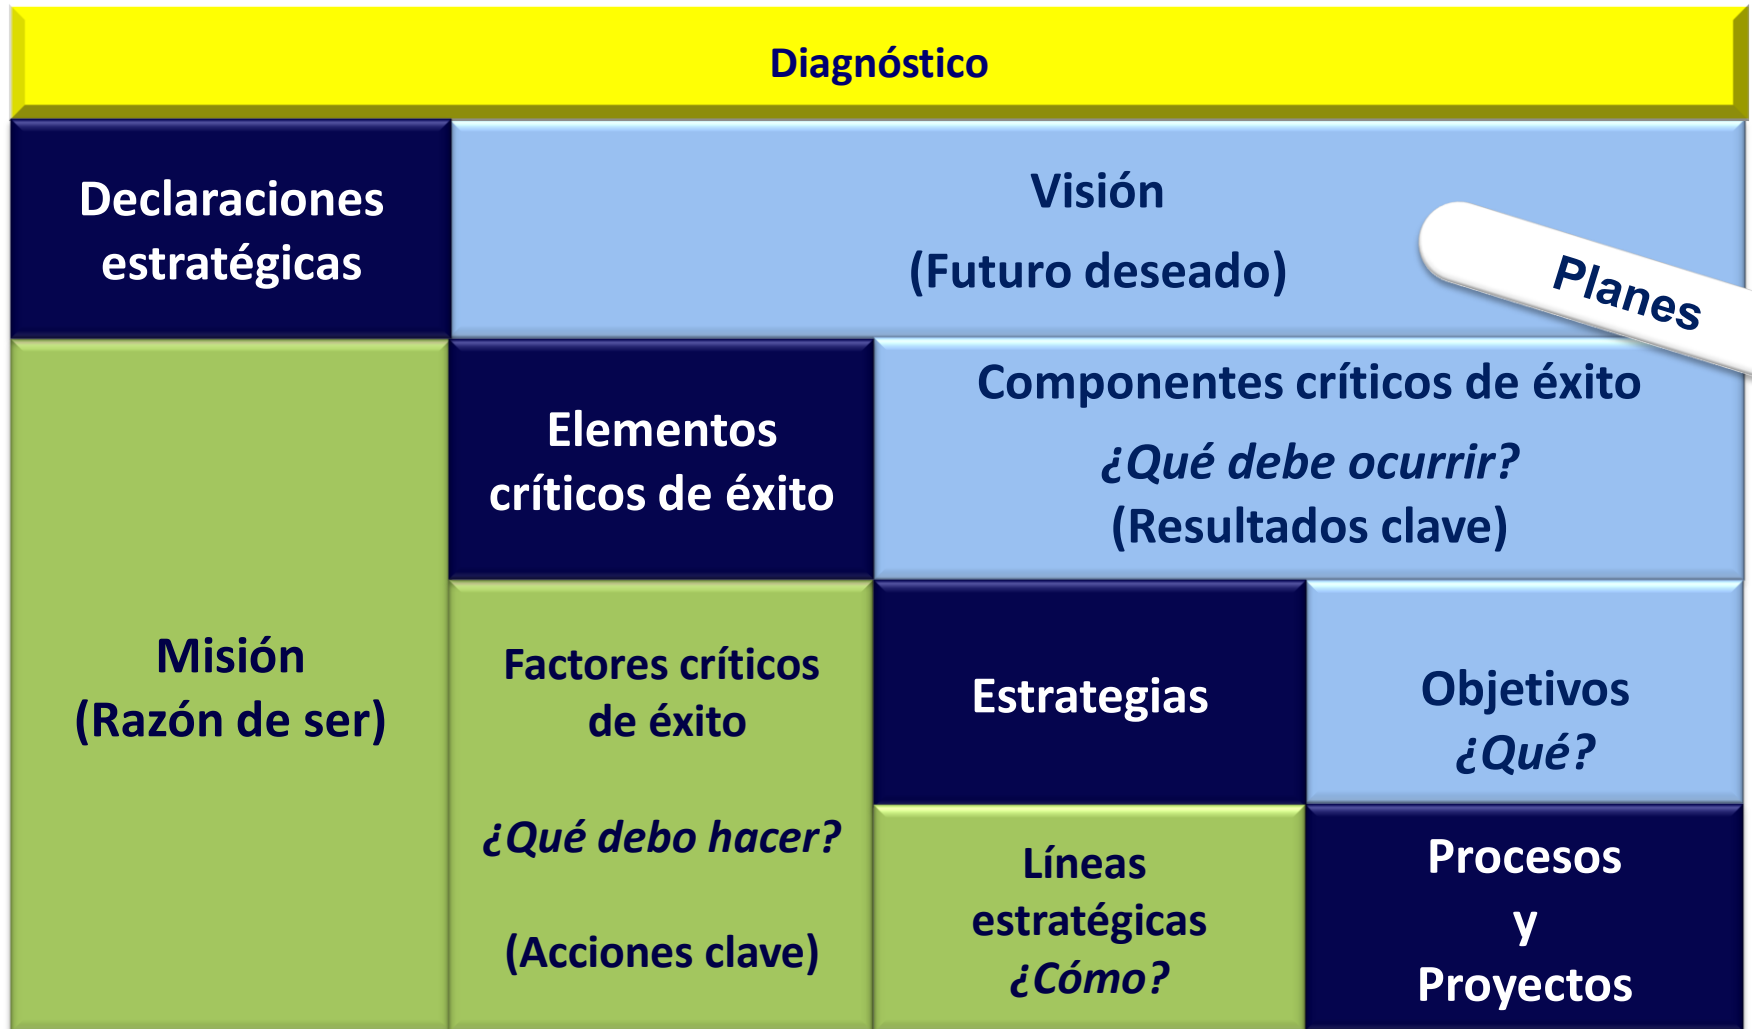 Diagnóstico
Declaraciones
estratégicas
Visión
(Futuro deseado)
Planes
Misión
(Razón de ser)
Elementos
críticos de éxito
Componentes críticos de éxito
¿Qué debe ocurrir?
(Resultados clave)
Factores críticos
de éxito
¿Qué debo hacer?
(Acciones clave)
Estrategias
Objetivos
¿Qué?
Líneas
estratégicas
¿Cómo?
Procesos
y
Proyectos